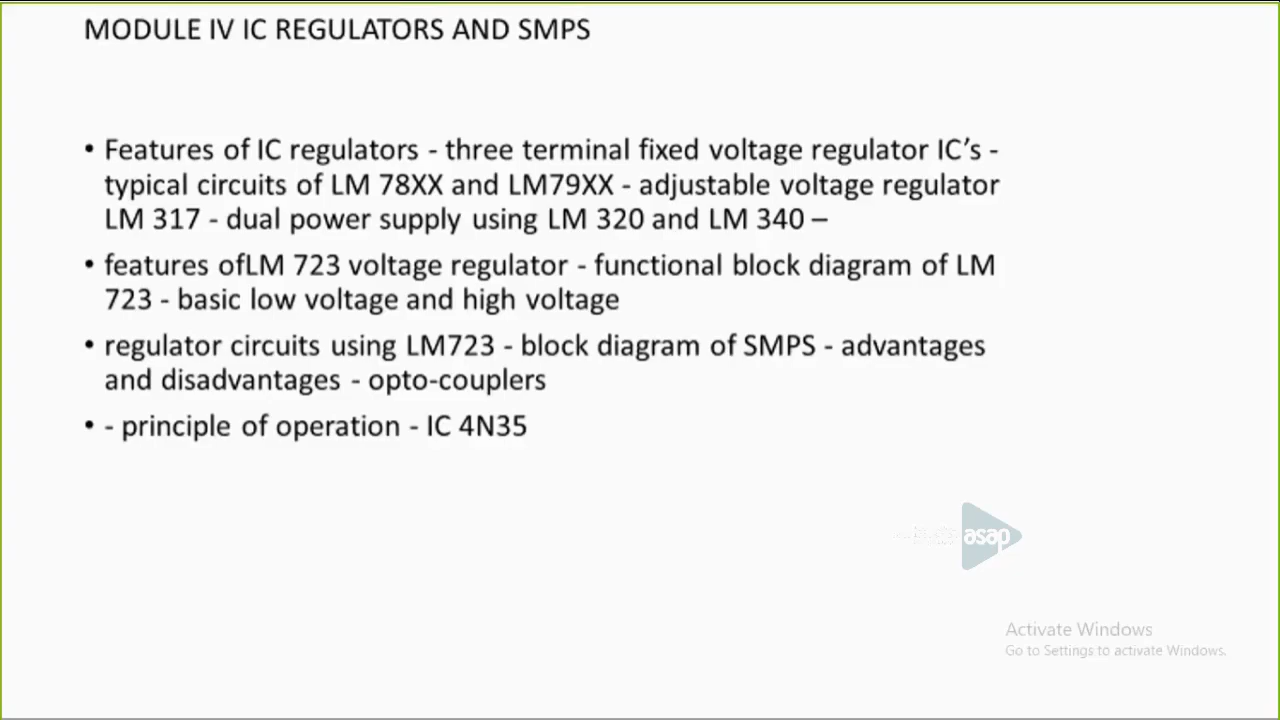 MODULE IV IC REGULATORS AND SMPS
• Features of IC regulators - three terminal fixed voltage regulator IC’s -
typical circuits of LM 78XX and LM79XX - adjustable voltage regulator
LM 317 - dual power supply using LM 320 and LM 340 –
• features ofLM 723 voltage regulator - functional block diagram of LM
723 - basic low voltage and high voltage
• regulator circuits using LM723 - block diagram of SMPS - advantages
and disadvantages - opto-couplers
• - principle of operation - IC 4N35
asap
Activate Windows
Go to Settings to activate Windows.